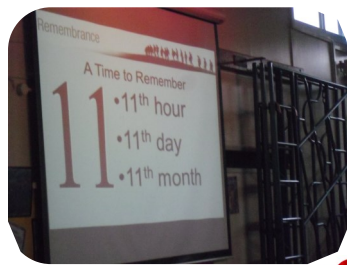 Remembrance
A Time to Remember
11
•11th hour
•11th day
•11th month